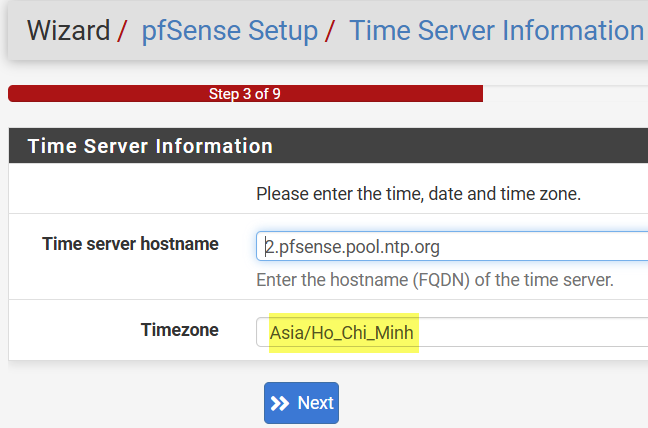 Wizard / pfSense Setup / Time Server Information
Step 3 of 9
Time Server Information
Please enter the time, date and time zone.
Time server hostname
2.pfsense.pool.ntp.org
Enter the hostname (FQDN) of the time server.
Timezone
Asia/Ho_Chi_Minh
Next